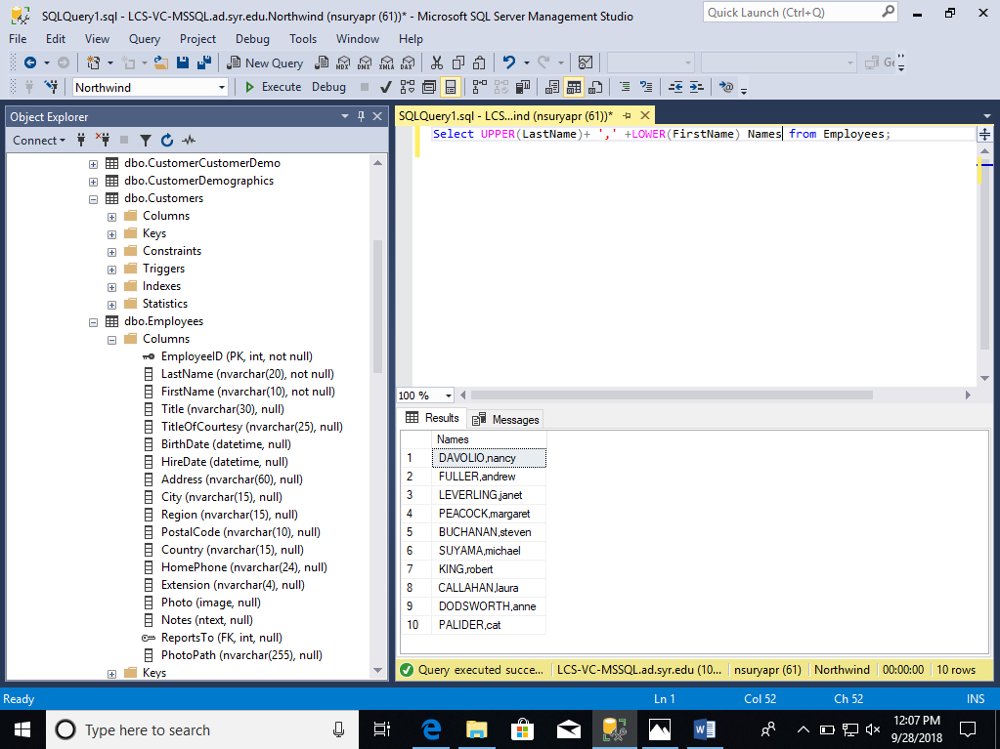 SQLQuery1.sql - LCS-VC-MSSQL.ad.syr.edu.Northwind (nsuryapr (61))* - Microsoft SQL Server Management Studio
Quick Launch (Ctrl+Q)
File Edit View Query Project Debug Tools Window Help
New Query
MDX DMX XMLA DAX
Northwind
Execute Debug
Object Explorer
Connect
dbo.CustomerCustomerDemo
dbo.CustomerDemographics
dbo.Customers
Columns
Keys
Constraints
Triggers
Indexes
Statistics
dbo.Employees
Columns
EmployeeID (PK, int, not null)
LastName (nvarchar(20), not null)
FirstName (nvarchar(10), not null)
Title (nvarchar(30), null)
TitleOfCourtesy (nvarchar(25), null)
BirthDate (datetime, null)
HireDate (datetime, null)
Address (nvarchar(60), null)
City (nvarchar(15), null)
Region (nvarchar(15), null)
PostalCode (nvarchar(10), null)
Country (nvarchar(15), null)
HomePhone (nvarchar(24), null)
Extension (nvarchar(4), null)
Photo (image, null)
Notes (ntext, null)
ReportsTo (FK, int, null)
PhotoPath (nvarchar(255), null)
Keys
SQLQuery1.sql - LCS...ind (nsuryapr (61))*
Select UPPER(LastName)+ ',' +LOWER(FirstName) Names from Employees;
100 %
Results Messages
Names
1 DAVOLIO,nancy
2 FULLER,andrew
3 LEVERLING,janet
4 PEACOCK,margaret
5 BUCHANAN,steven
6 SUYAMA,michael
7 KING,robert
8 CALLAHAN,laura
9 DODSWORTH,anne
10 PALIDER,cat
Query executed succe... LCS-VC-MSSQL.ad.syr.edu (10... nsuryapr (61) Northwind 00:00:00 10 rows
Ready Ln 1 Col 52 Ch 52 INS
Type here to search
12:07 PM
9/28/2018